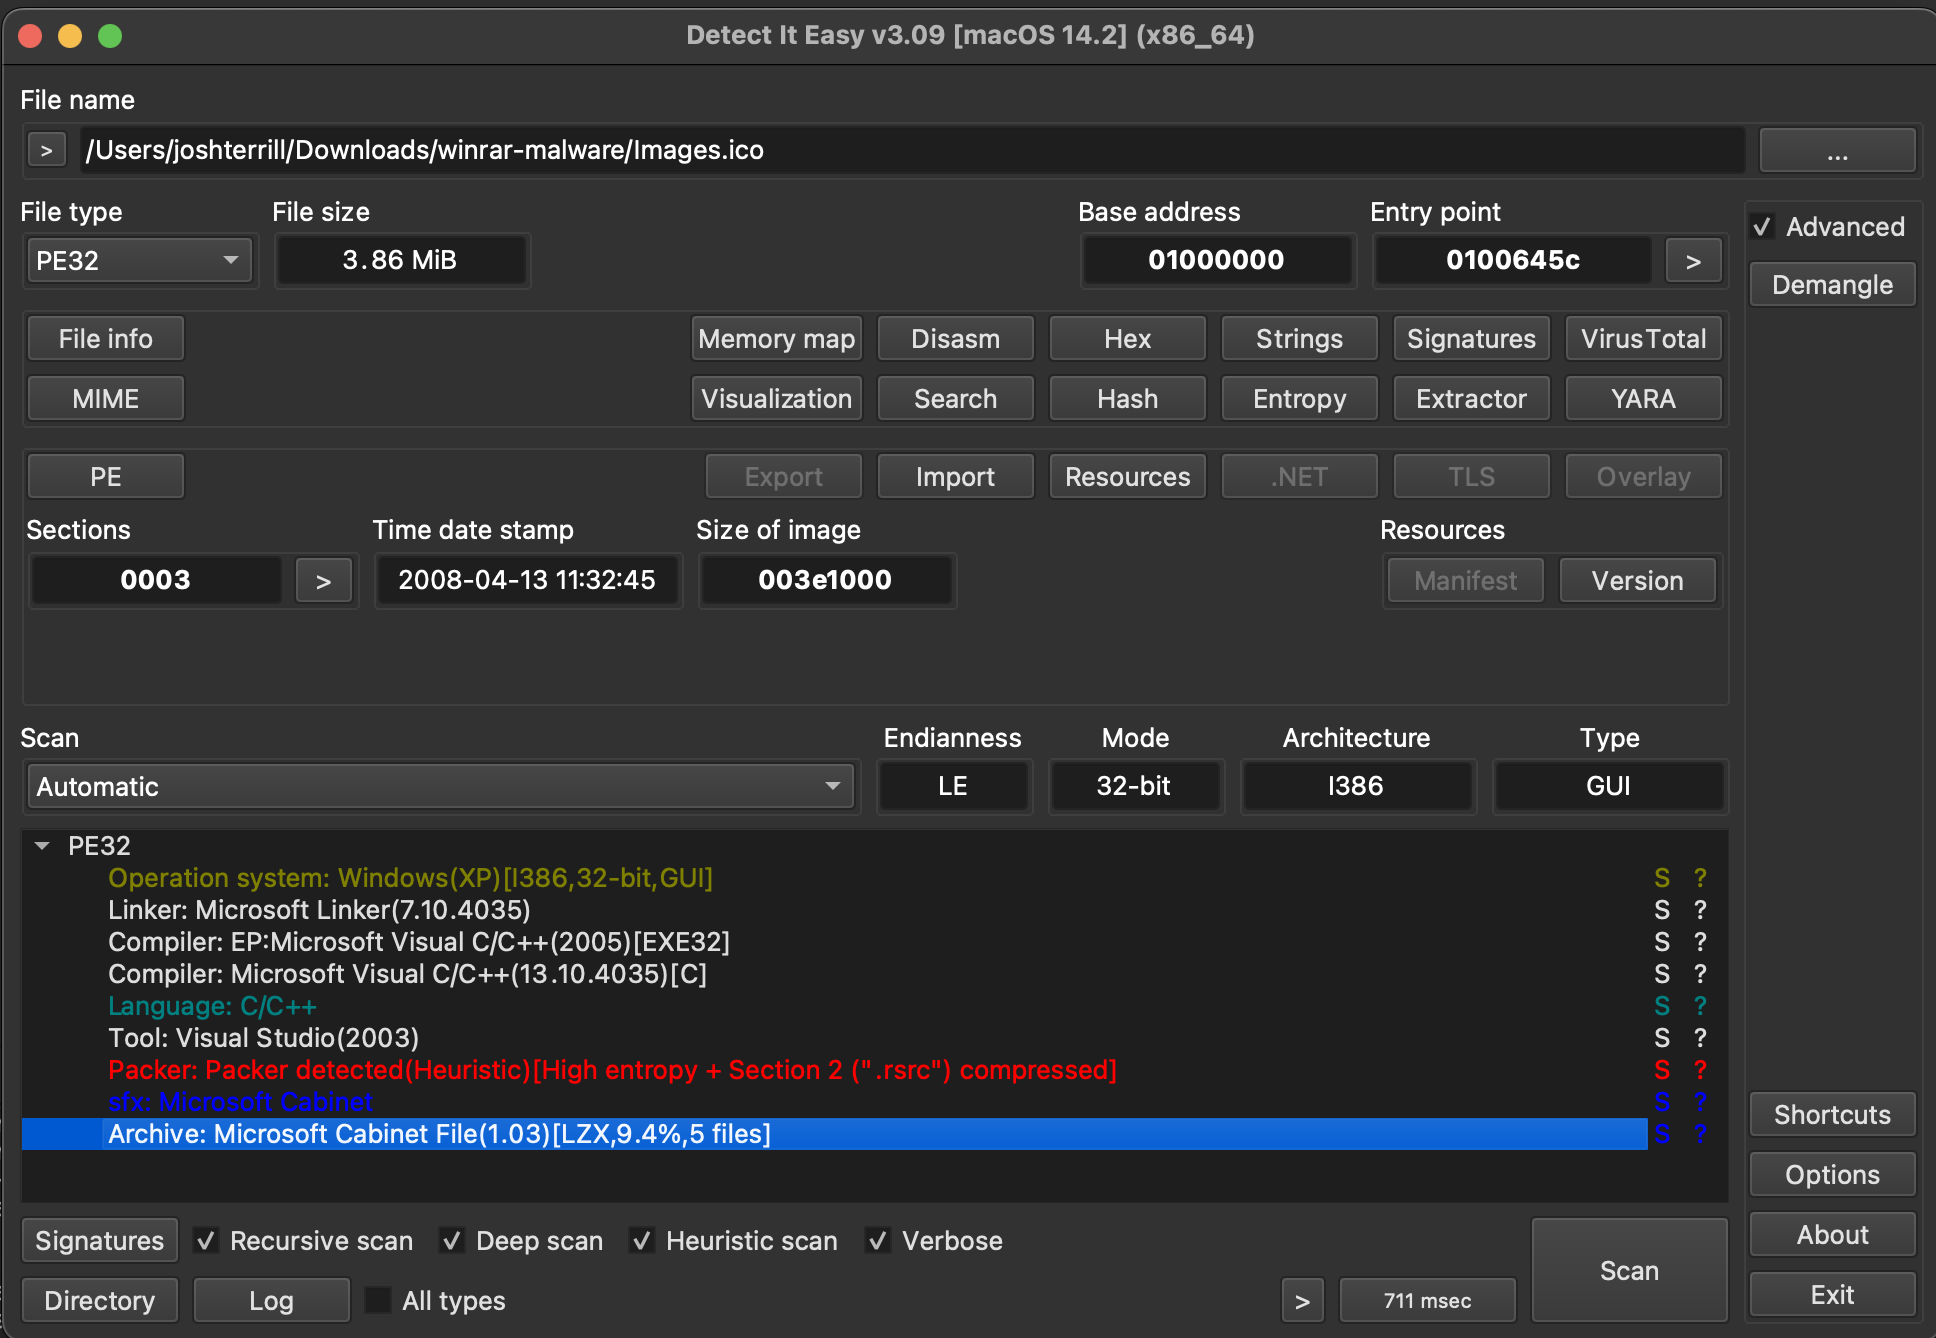 Detect It Easy v3.09 [macOS 14.2] (x86_64)
File name
> /Users/joshterrill/Downloads/winrar-malware/Images.ico ...
File type File size Base address Entry point Advanced
PE32 3.86 MiB 01000000 0100645c > Demangle
File info Memory map Disasm Hex Strings Signatures VirusTotal
MIME Visualization Search Hash Entropy Extractor YARA
PE Export Import Resources .NET TLS Overlay
Sections Time date stamp Size of image Resources
0003 > 2008-04-13 11:32:45 003e1000 Manifest Version
Scan Endianness Mode Architecture Type
Automatic LE 32-bit I386 GUI
PE32
Operation system: Windows(XP)[I386,32-bit,GUI] S ?
Linker: Microsoft Linker(7.10.4035) S ?
Compiler: EP:Microsoft Visual C/C++(2005)[EXE32] S ?
Compiler: Microsoft Visual C/C++(13.10.4035)[C] S ?
Language: C/C++ S ?
Tool: Visual Studio(2003) S ?
Packer: Packer detected(Heuristic)[High entropy + Section 2 (".rsrc") compressed] S ?
sfx: Microsoft Cabinet S ?
Archive: Microsoft Cabinet File(1.03)[LZX,9.4%,5 files] S ?
Shortcuts
Options
Signatures Recursive scan Deep scan Heuristic scan Verbose Scan About
Directory Log All types > 711 msec Exit